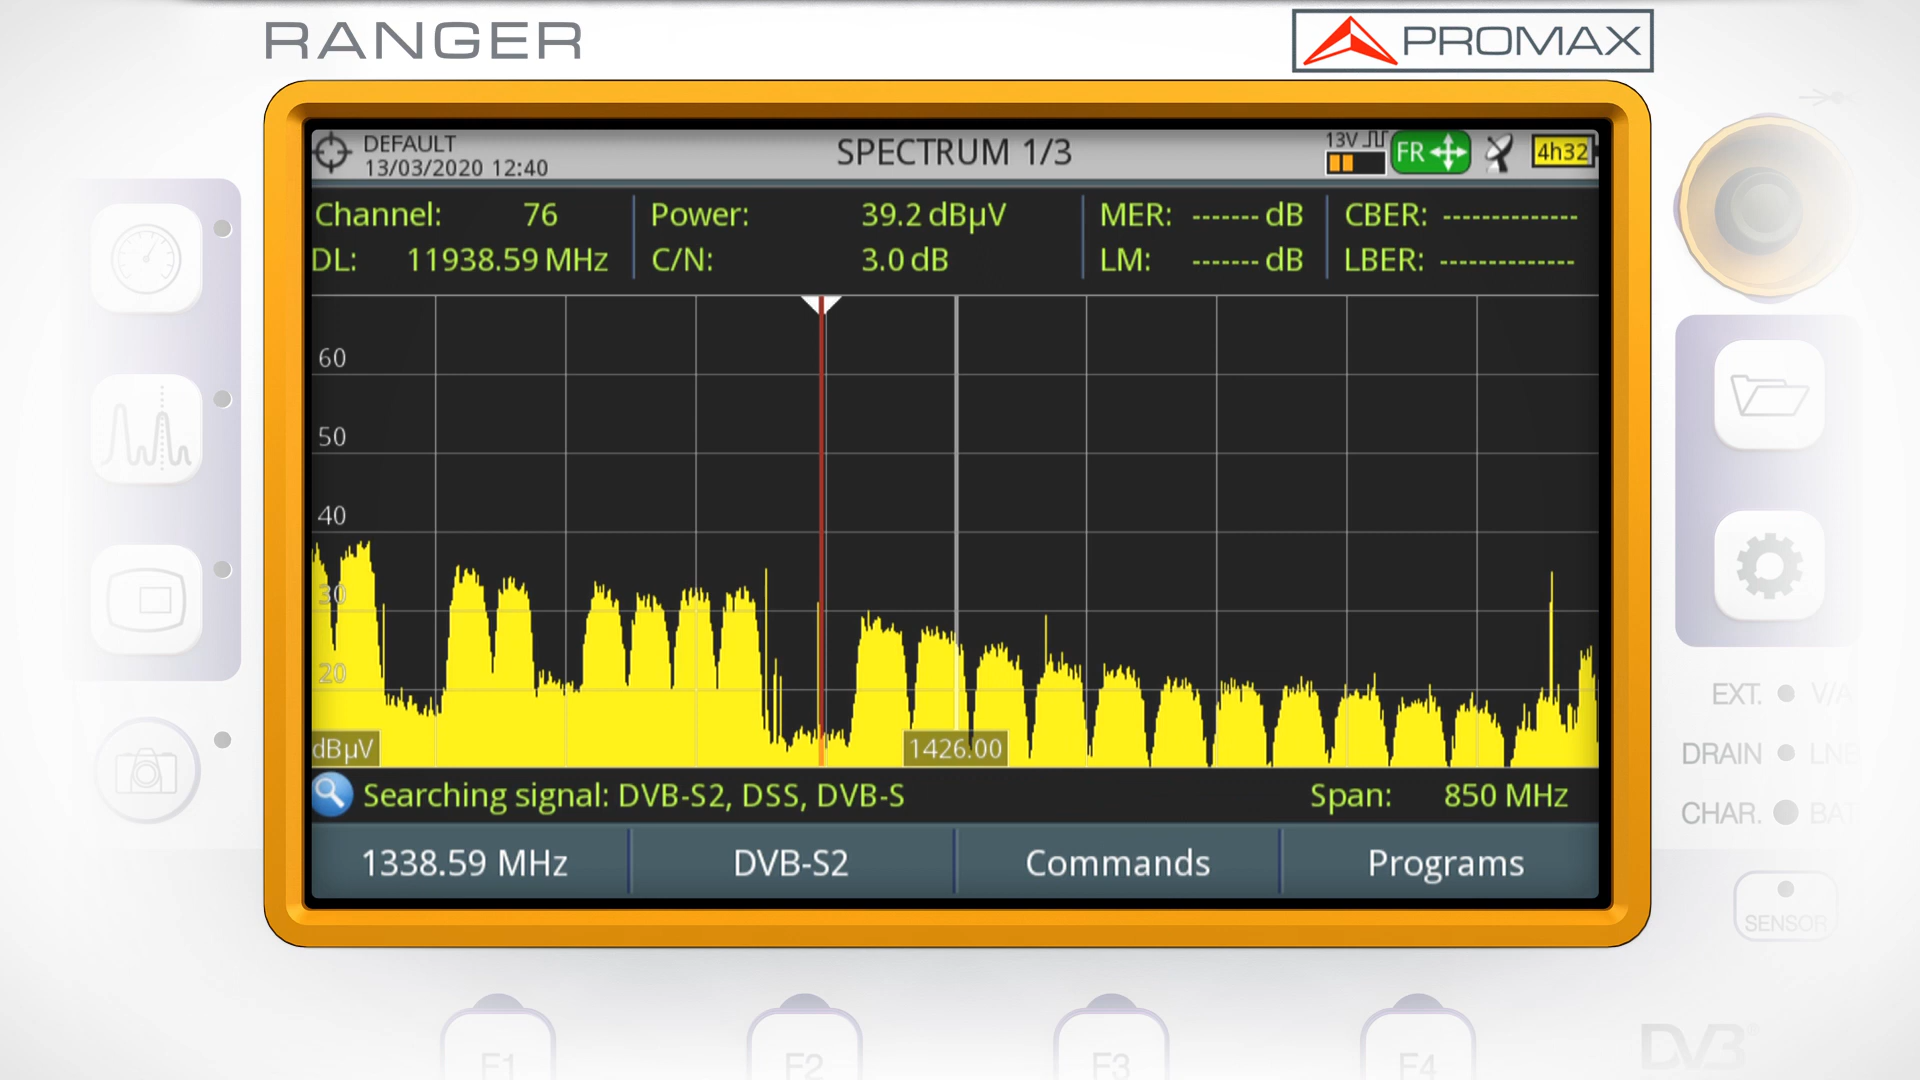 RANGER
PROMAX
DEFAULT
13/03/2020 12:40
SPECTRUM 1/3
13V
FR
4h32
Channel: 76
Power: 39.2 dBµV
MER: ------- dB
CBER: --------------
DL: 11938.59 MHz
C/N: 3.0 dB
LM: ------- dB
LBER: --------------
60
50
40
30
20
dBµV
1426.00
Searching signal: DVB-S2, DSS, DVB-S
Span: 850 MHz
1338.59 MHz
DVB-S2
Commands
Programs
EXT.
V/A
DRAIN
LNB
CHAR.
BAT
SENSOR
F1
F2
F3
F4
DVB